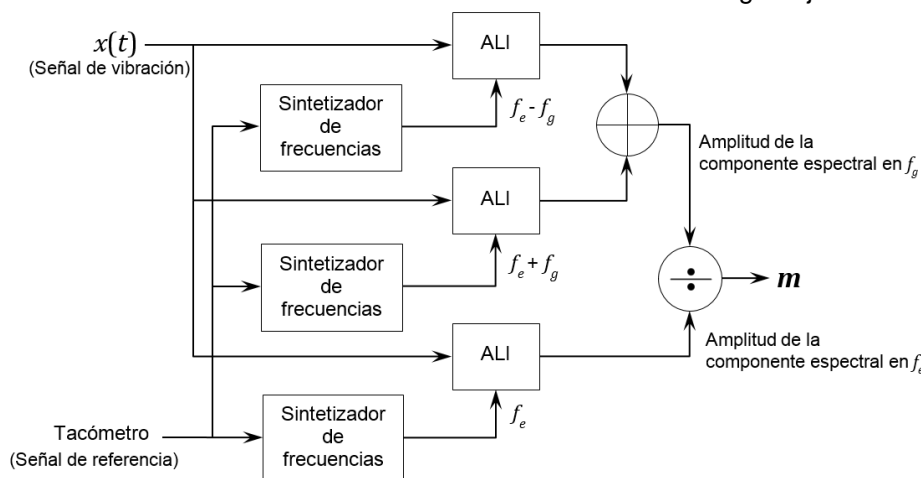 x(t)
(Señal de vibración)
ALI
Sintetizador
de
frecuencias
f_e - f_g
Amplitud de la
componente espectral en f_g
ALI
Sintetizador
de
frecuencias
f_e + f_g
m
Amplitud de la
componente espectral en f_e
ALI
Tacómetro
(Señal de referencia)
Sintetizador
de
frecuencias
f_e